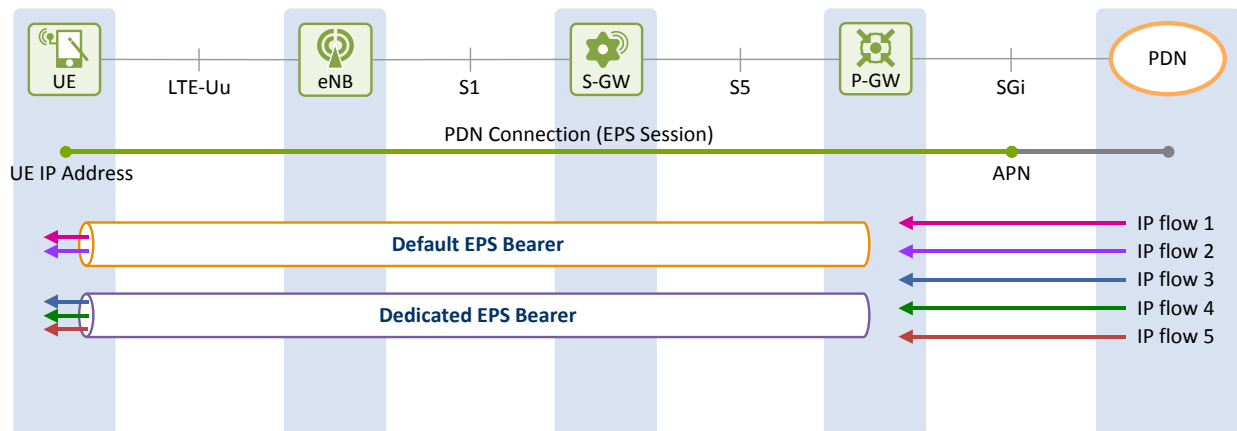 UE
LTE-Uu
eNB
S1
S-GW
S5
P-GW
SGi
PDN
PDN Connection (EPS Session)
UE IP Address
APN
Default EPS Bearer
IP flow 1
IP flow 2
IP flow 3
Dedicated EPS Bearer
IP flow 4
IP flow 5